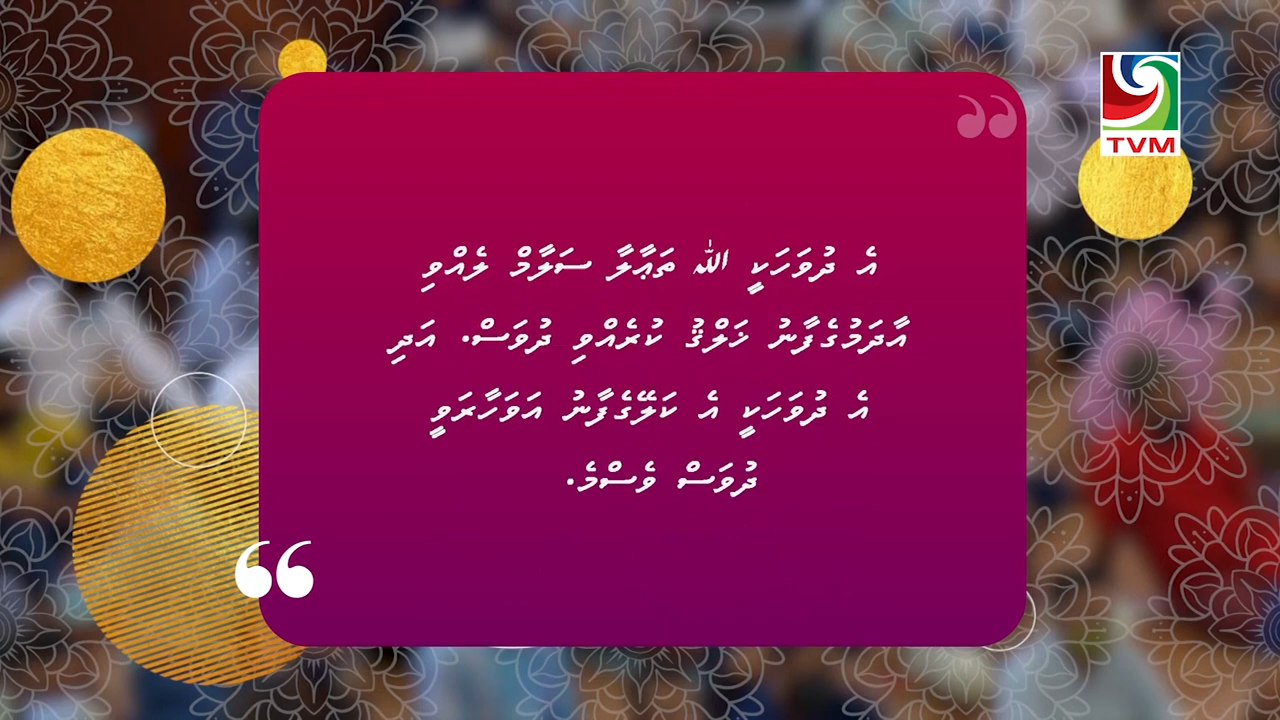 TVM
އެ ދުވަހަކީ ﷲ ތަޢާލާ ސަލާމް ލެއްވި
އާދަމުގެފާނު ޚަލްޤު ކުރެއްވި ދުވަސް. އަދި
އެ ދުވަހަކީ އެ ކަލޭގެފާނު އަވަހާރަވީ
ދުވަސް ވެސްމެ.